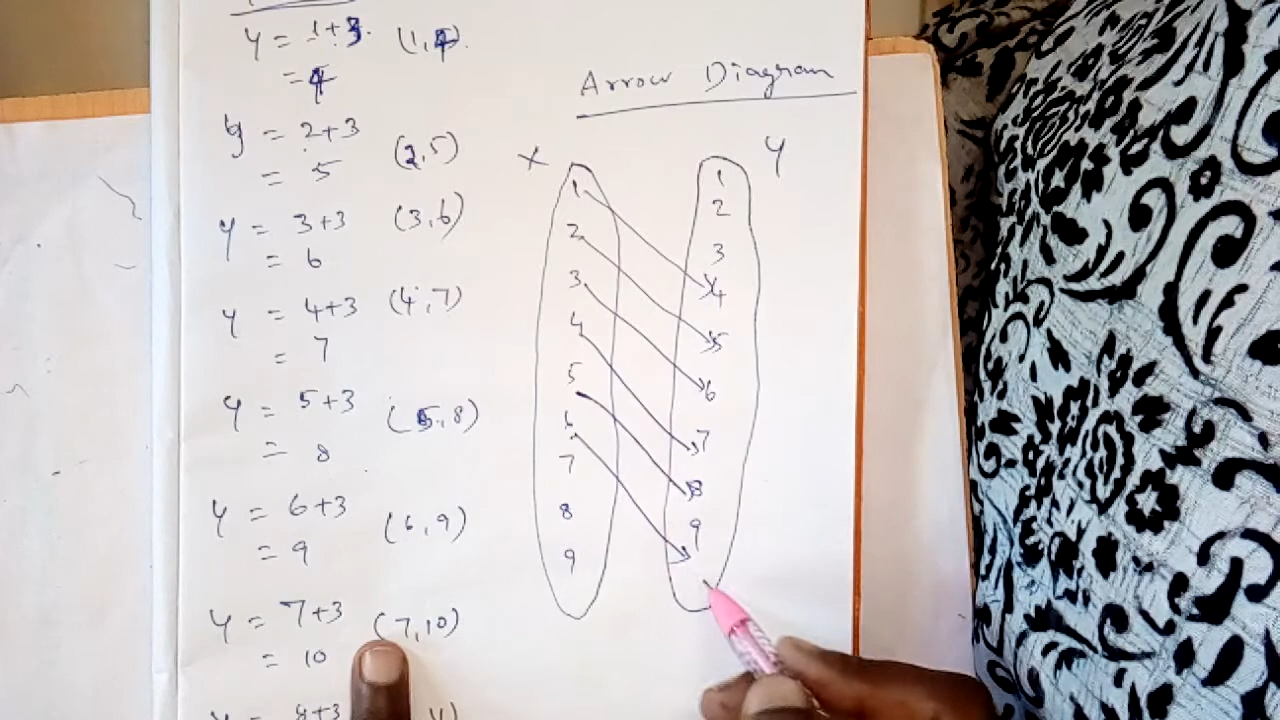 y = 1+3. (1,4).
= 4
y = 2+3 (2,5)
= 5
y = 3+3 (3,6)
= 6
y = 4+3 (4,7)
= 7
y = 5+3 (5,8)
= 8
y = 6+3 (6,9)
= 9
y = 7+3 (7,10)
= 10
8+3
Arrow Diagram
X
1
2
3
4
5
6
7
8
9
Y
1
2
3
4
5
6
7
8
9